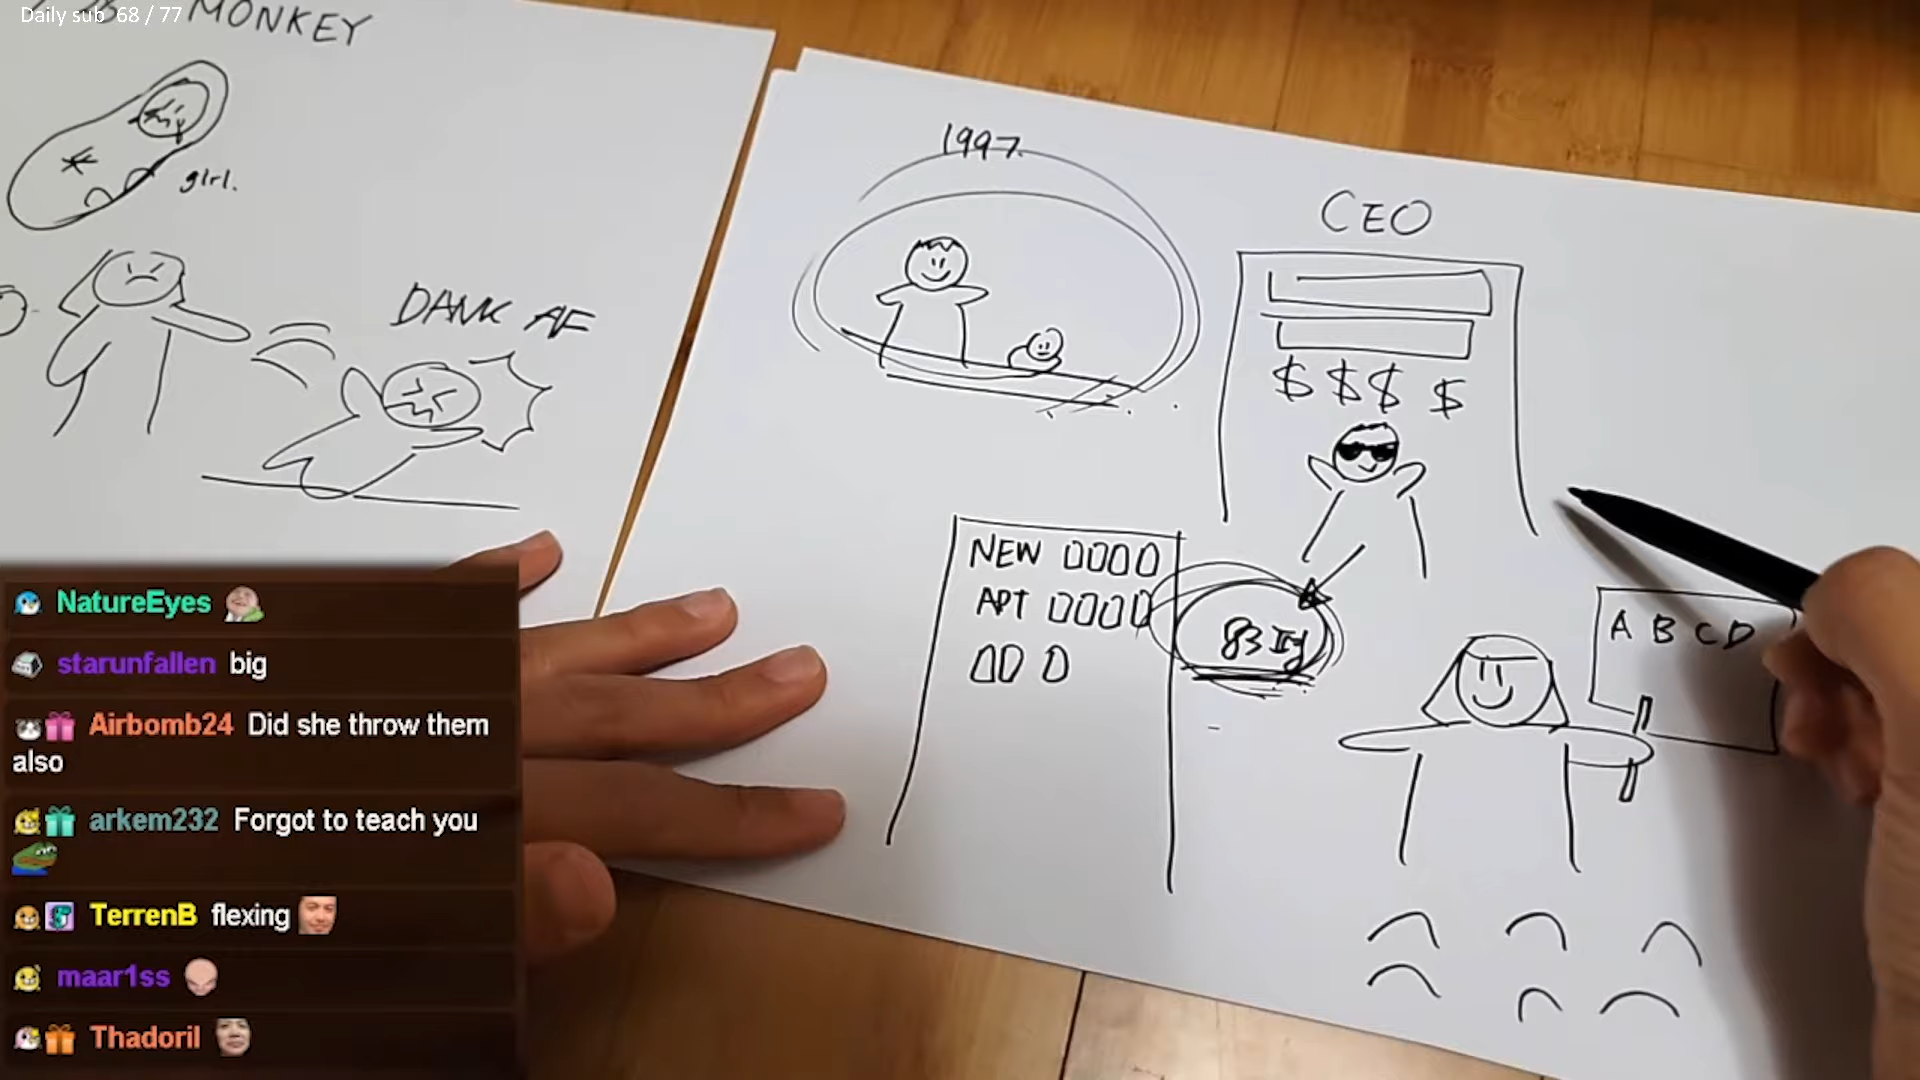 Daily sub 68 / 77
MONKEY
girl.
DANK AF
1997.
CEO
$ $ $ $
NEW
APT
A B C D
NatureEyes
starunfallen big
Airbomb24 Did she throw them
also
arkem232 Forgot to teach you
TerrenB flexing
maar1ss
Thadoril